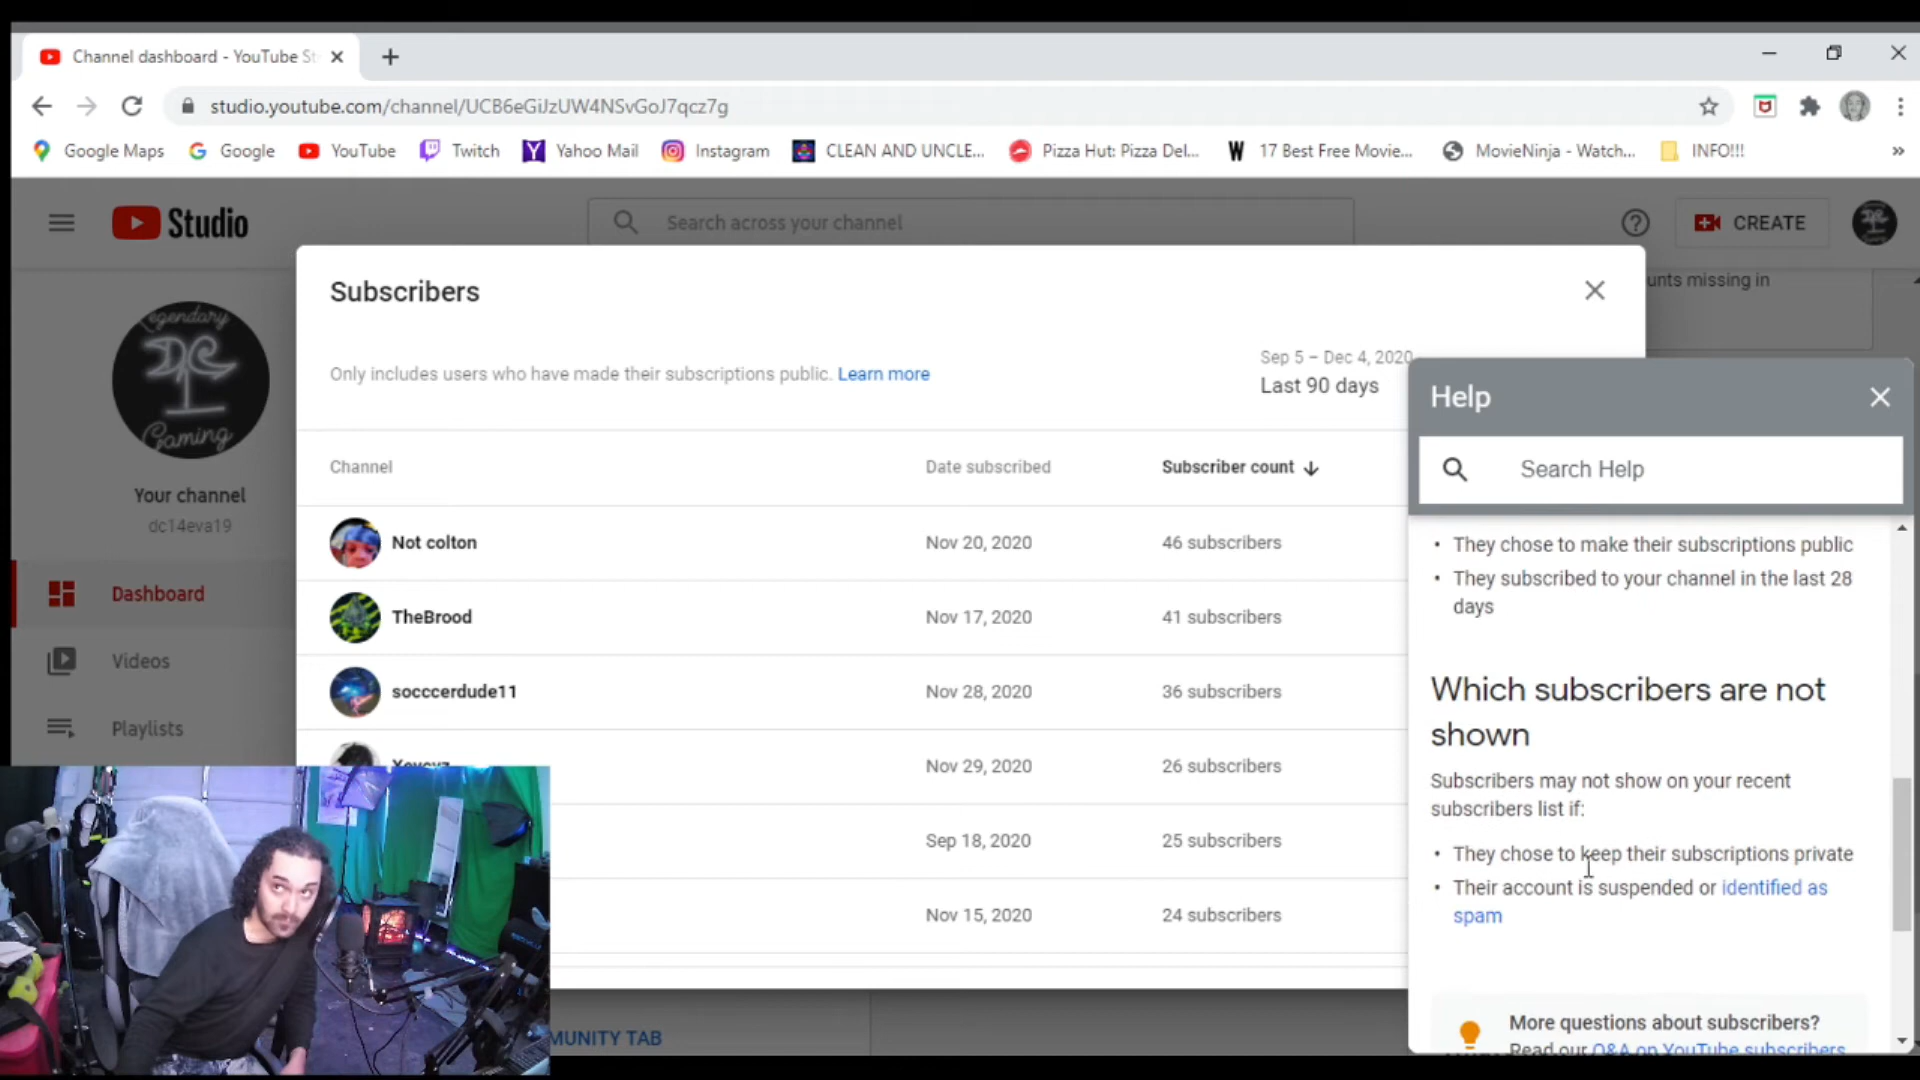 Channel dashboard - YouTube St
studio.youtube.com/channel/UCB6eGiJzUW4NSvGoJ7qcz7g
Google Maps
Google
YouTube
Twitch
Yahoo Mail
Instagram
CLEAN AND UNCLE...
Pizza Hut: Pizza Del...
17 Best Free Movie...
MovieNinja - Watch...
INFO!!!
Studio
Search across your channel
CREATE
Legendary
DC
Gaming
Your channel
dc14eva19
Dashboard
Videos
Playlists
Subscribers
Only includes users who have made their subscriptions public. Learn more
Sep 5 – Dec 4, 2020
Last 90 days
Channel Date subscribed Subscriber count
Not colton Nov 20, 2020 46 subscribers
TheBrood Nov 17, 2020 41 subscribers
socccerdude11 Nov 28, 2020 36 subscribers
Nov 29, 2020 26 subscribers
Sep 18, 2020 25 subscribers
Nov 15, 2020 24 subscribers
MUNITY TAB
unts missing in
Help
Search Help
• They chose to make their subscriptions public
• They subscribed to your channel in the last 28
days
Which subscribers are not
shown
Subscribers may not show on your recent
subscribers list if:
• They chose to keep their subscriptions private
• Their account is suspended or identified as
spam
More questions about subscribers?
Read our Q&A on YouTube subscribers